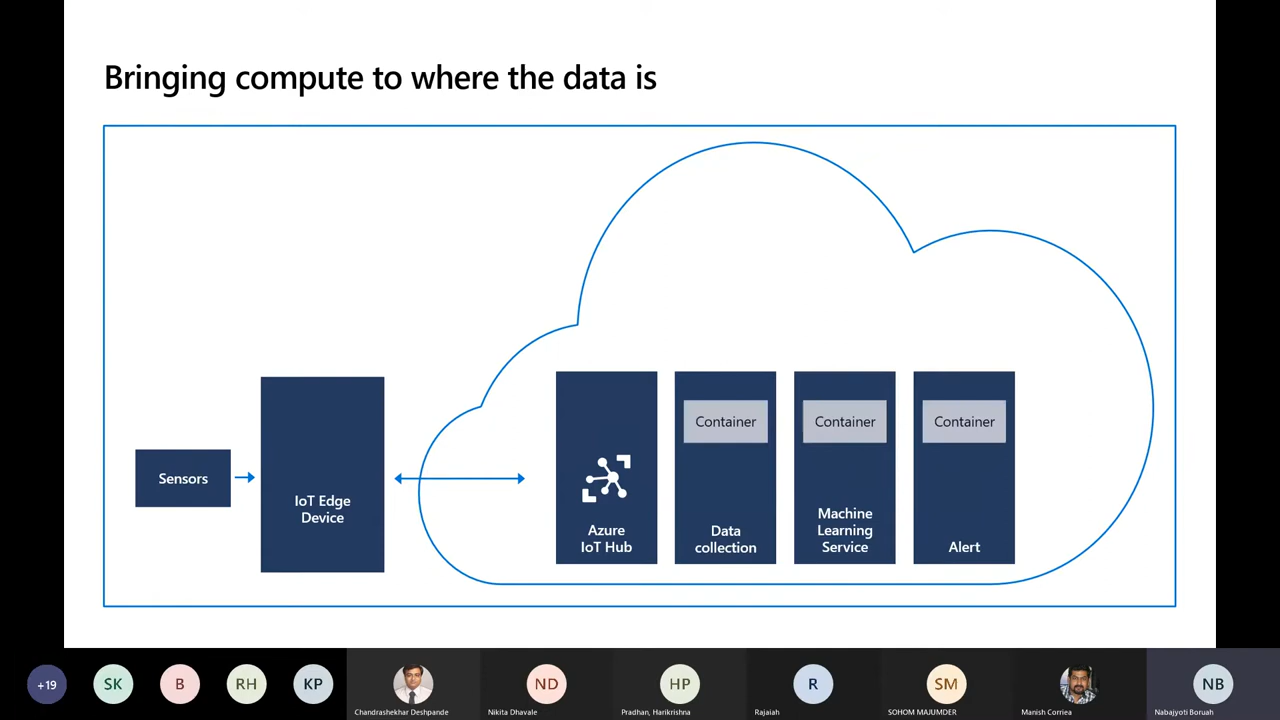 Bringing compute to where the data is
Container
Container
Container
Sensors
IoT Edge
Device
Azure
IoT Hub
Data
collection
Machine
Learning
Service
Alert
+19
SK
B
RH
KP
ND
HP
R
SM
NB
Chandrashekhar Deshpande
Nikita Dhavale
Pradhan, Harikrishna
Rajaiah
SOHOM MAJUMDER
Manish Corriea
Nabajyoti Boruah